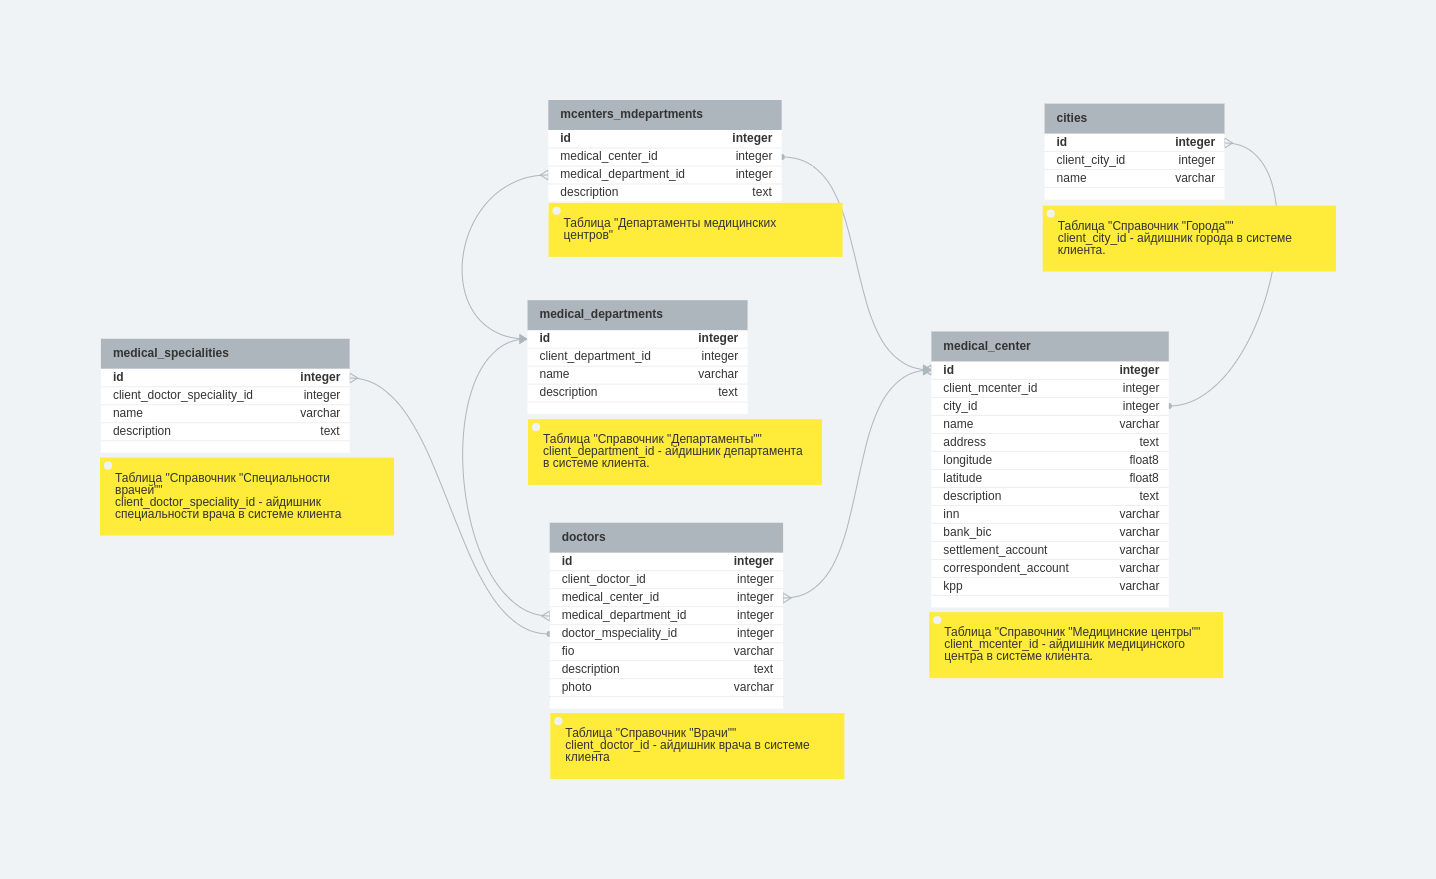 mcenters_mdepartments
id integer
medical_center_id integer
medical_department_id integer
description text
Таблица "Департаменты медицинских
центров"
cities
id integer
client_city_id integer
name varchar
Таблица "Справочник "Города""
client_city_id - айдишник города в системе
клиента.
medical_departments
id integer
client_department_id integer
name varchar
description text
Таблица "Справочник "Департаменты""
client_department_id - айдишник департамента
в системе клиента.
medical_specialities
id integer
client_doctor_speciality_id integer
name varchar
description text
Таблица "Справочник "Специальности
врачей""
client_doctor_speciality_id - айдишник
специальности врача в системе клиента
medical_center
id integer
client_mcenter_id integer
city_id integer
name varchar
address text
longitude float8
latitude float8
description text
inn varchar
bank_bic varchar
settlement_account varchar
correspondent_account varchar
kpp varchar
Таблица "Справочник "Медицинские центры""
client_mcenter_id - айдишник медицинского
центра в системе клиента.
doctors
id integer
client_doctor_id integer
medical_center_id integer
medical_department_id integer
doctor_mspeciality_id integer
fio varchar
description text
photo varchar
Таблица "Справочник "Врачи""
client_doctor_id - айдишник врача в системе
клиента